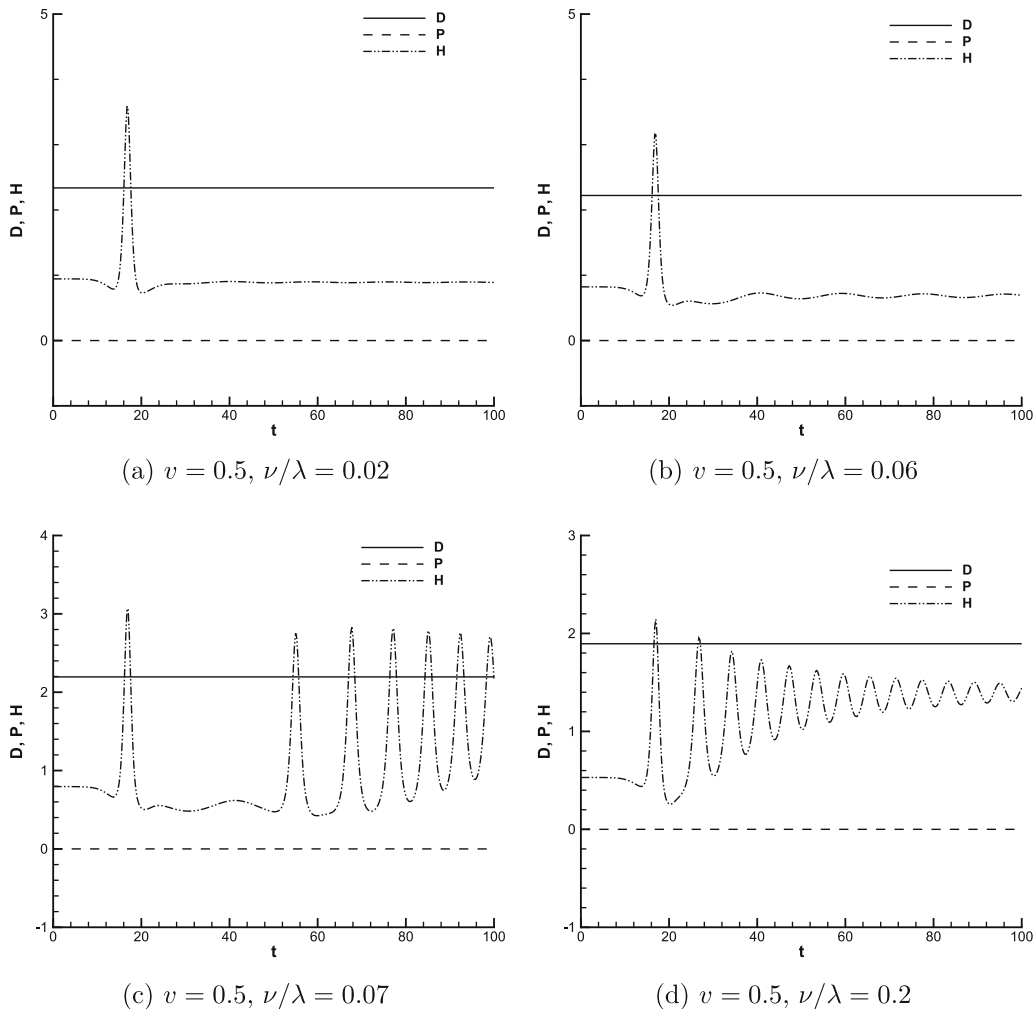 5
0
D, P, H
D
P
H
0 20 40 60 80 100
t
(a) v = 0.5, ν/λ = 0.02
5
0
D, P, H
D
P
H
0 20 40 60 80 100
t
(b) v = 0.5, ν/λ = 0.06
4
3
2
1
0
-1
D, P, H
D
P
H
0 20 40 60 80 100
t
(c) v = 0.5, ν/λ = 0.07
3
2
1
0
-1
D, P, H
D
P
H
0 20 40 60 80 100
t
(d) v = 0.5, ν/λ = 0.2